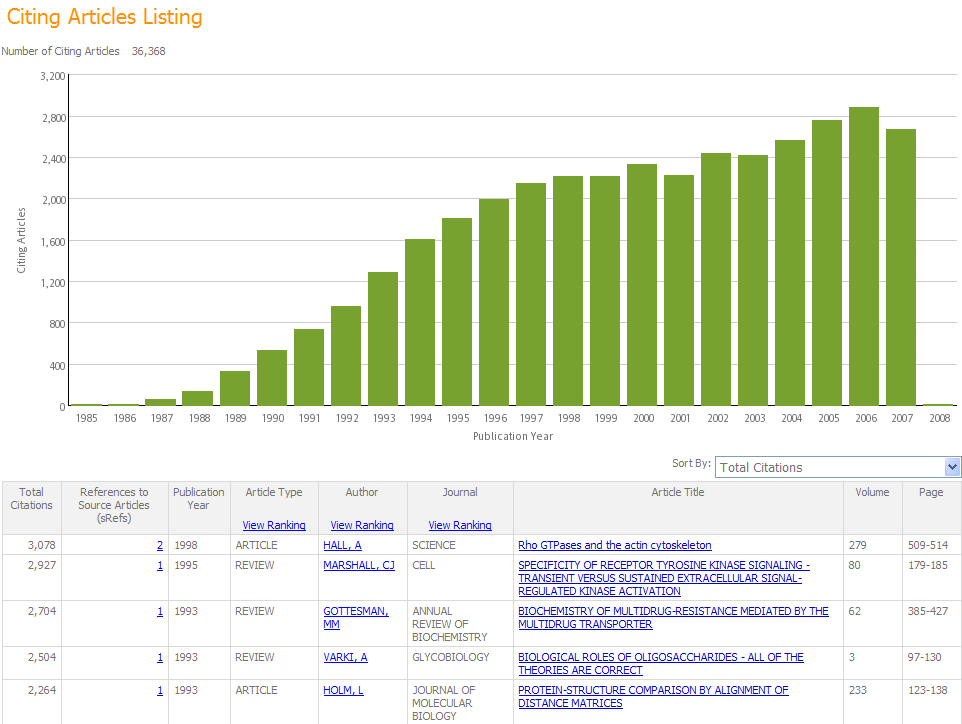 Citing Articles Listing
Number of Citing Articles 36,368
3,200
2,800
2,400
2,000
1,600
1,200
800
400
0
Citing Articles
1985 1986 1987 1988 1989 1990 1991 1992 1993 1994 1995 1996 1997 1998 1999 2000 2001 2002 2003 2004 2005 2006 2007 2008
Publication Year
Sort By: Total Citations
Total Citations References to Source Articles (sRefs) Publication Year Article Type Author Journal Article Title Volume Page
View Ranking View Ranking View Ranking
3,078 2 1998 ARTICLE HALL, A SCIENCE Rho GTPases and the actin cytoskeleton 279 509-514
2,927 1 1995 REVIEW MARSHALL, CJ CELL SPECIFICITY OF RECEPTOR TYROSINE KINASE SIGNALING - 80 179-185
TRANSIENT VERSUS SUSTAINED EXTRACELLULAR SIGNAL-
REGULATED KINASE ACTIVATION
2,704 1 1993 REVIEW GOTTESMAN, ANNUAL BIOCHEMISTRY OF MULTIDRUG-RESISTANCE MEDIATED BY THE 62 385-427
MM REVIEW OF MULTIDRUG TRANSPORTER
BIOCHEMISTRY
2,504 1 1993 REVIEW VARKI, A GLYCOBIOLOGY BIOLOGICAL ROLES OF OLIGOSACCHARIDES - ALL OF THE 3 97-130
THEORIES ARE CORRECT
2,264 1 1993 ARTICLE HOLM, L JOURNAL OF PROTEIN-STRUCTURE COMPARISON BY ALIGNMENT OF 233 123-138
MOLECULAR DISTANCE MATRICES
BIOLOGY